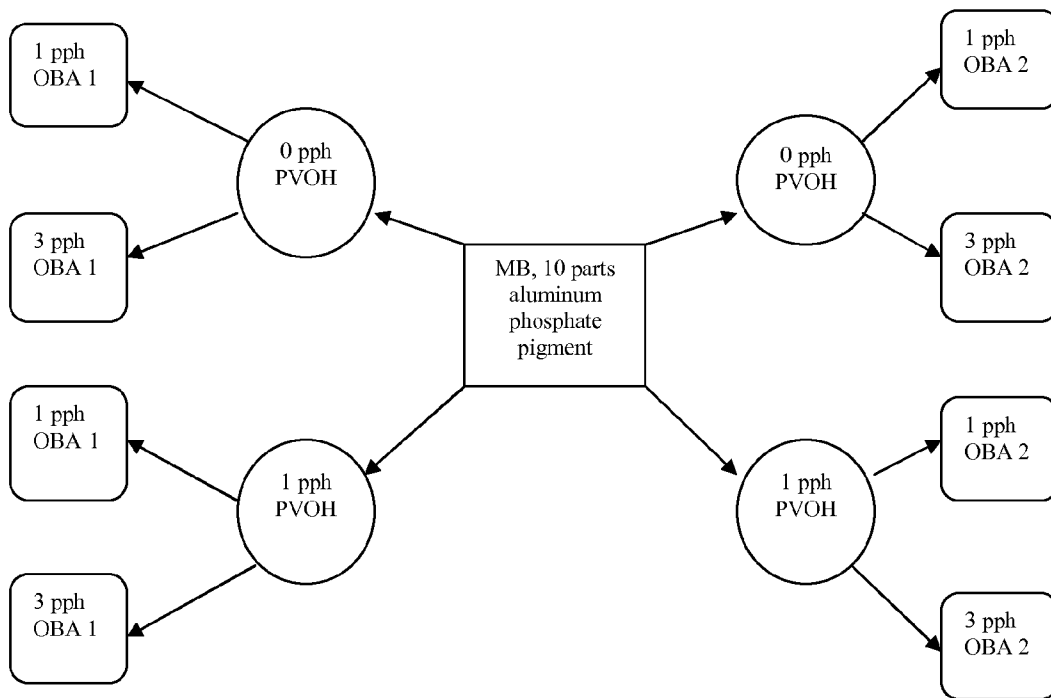 1 pph
OBA 1
1 pph
OBA 2
0 pph
PVOH
0 pph
PVOH
3 pph
OBA 1
3 pph
OBA 2
MB, 10 parts
aluminum
phosphate
pigment
1 pph
OBA 1
1 pph
OBA 2
1 pph
PVOH
1 pph
PVOH
3 pph
OBA 1
3 pph
OBA 2